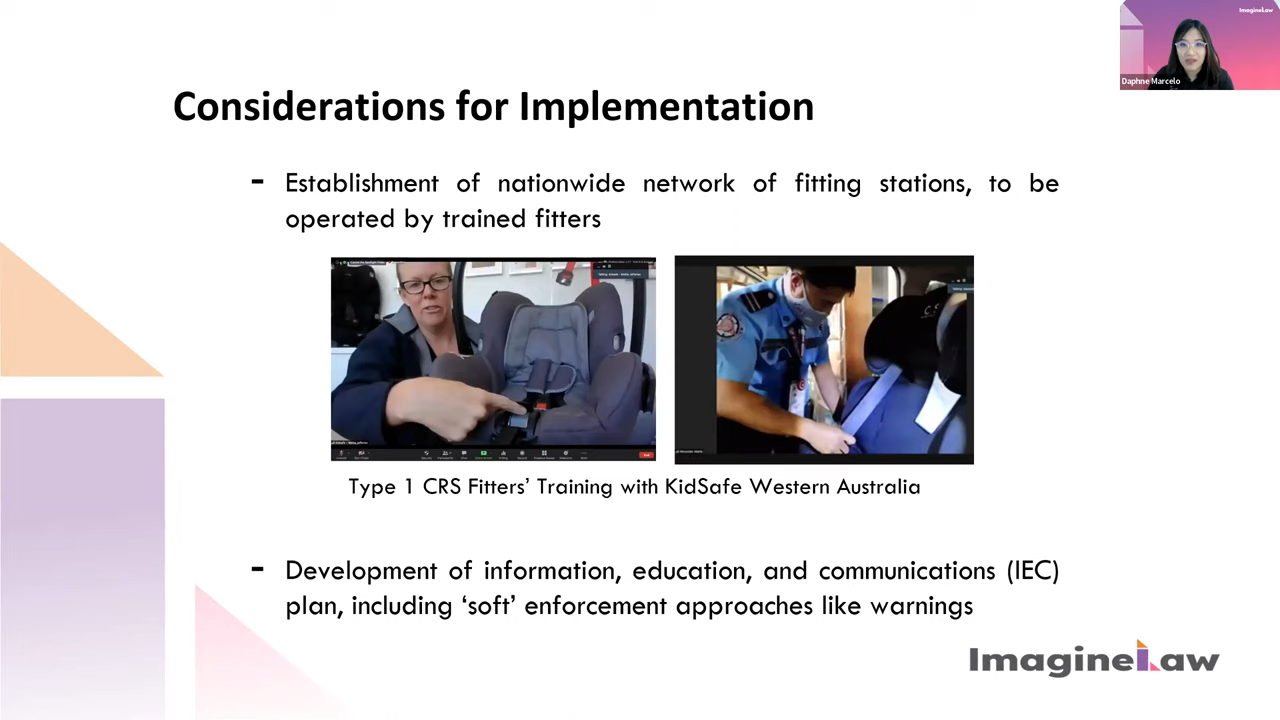 ImagineLaw
Daphne Marcelo
Considerations for Implementation
- Establishment of nationwide network of fitting stations, to be
operated by trained fitters
Type 1 CRS Fitters’ Training with KidSafe Western Australia
- Development of information, education, and communications (IEC)
plan, including ‘soft’ enforcement approaches like warnings
ImagineLaw